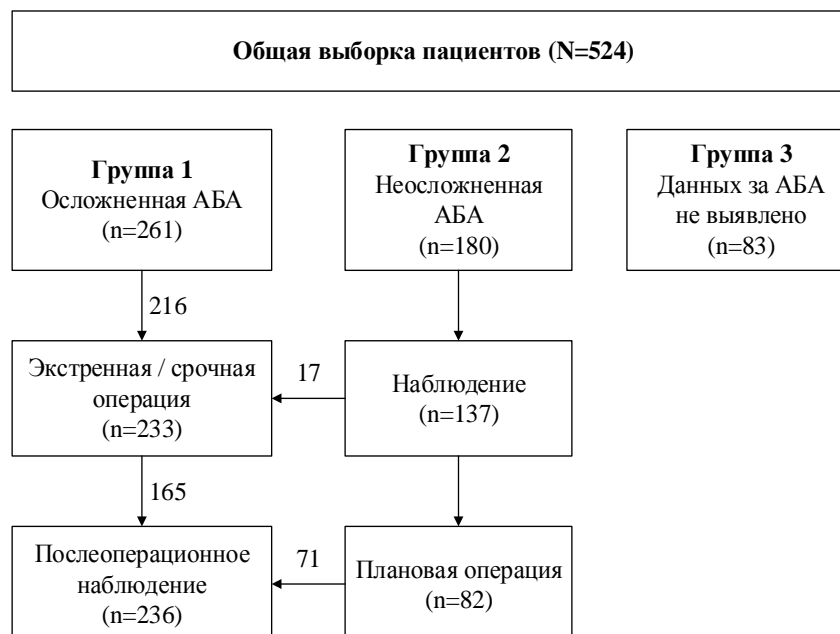 Общая выборка пациентов (N=524)
Группа 1
Осложненная АБА
(n=261)
Группа 2
Неосложненная
АБА
(n=180)
Группа 3
Данных за АБА
не выявлено
(n=83)
216
Экстренная / срочная
операция
(n=233)
17
Наблюдение
(n=137)
165
Послеоперационное
наблюдение
(n=236)
71
Плановая операция
(n=82)